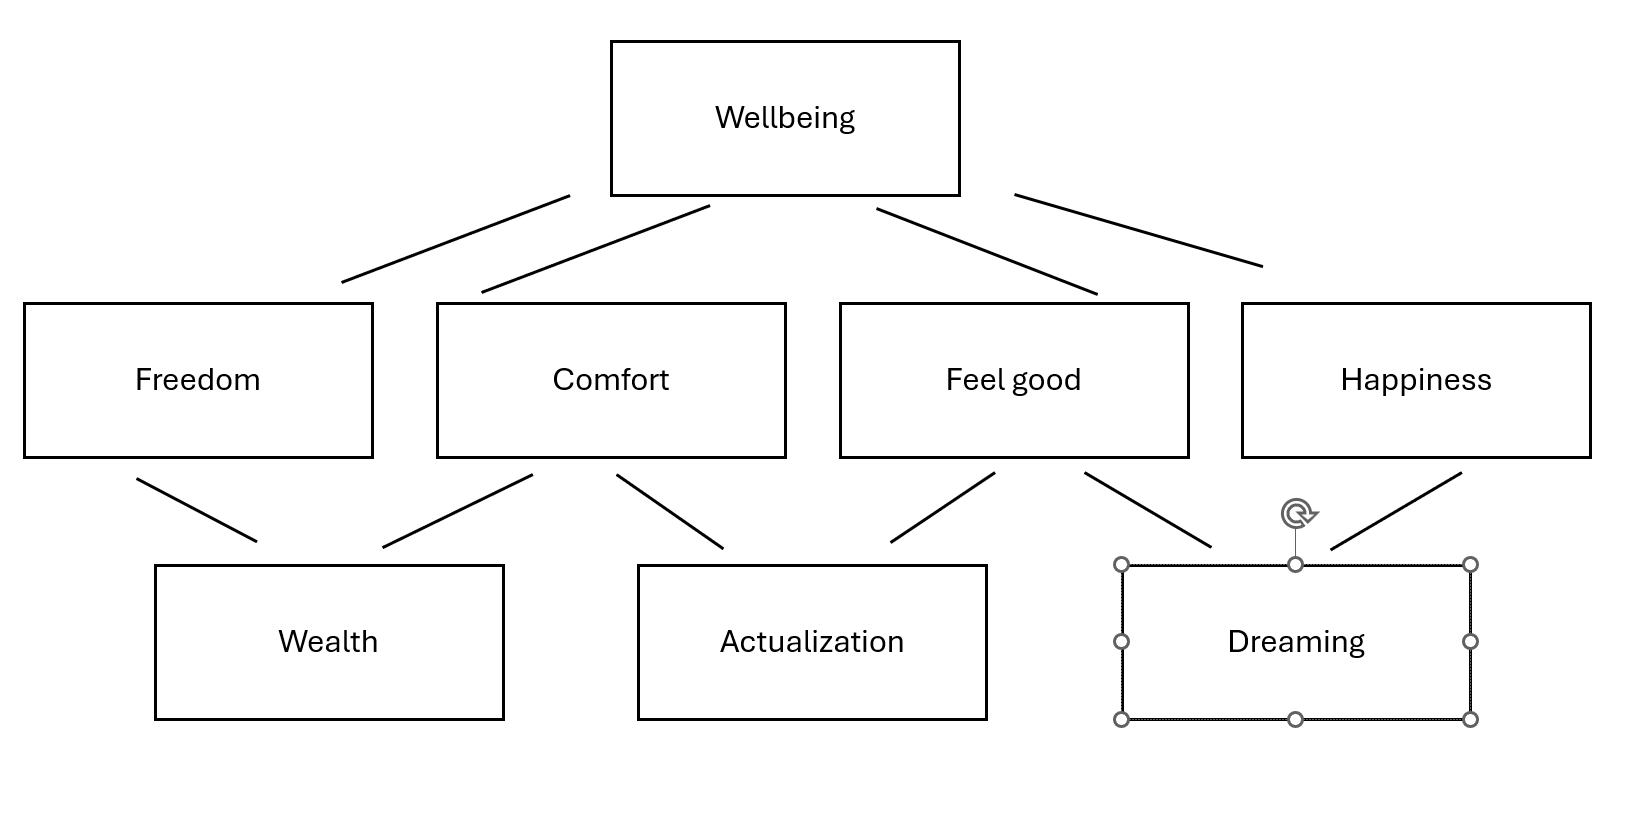 Wellbeing
Freedom
Comfort
Feel good
Happiness
Wealth
Actualization
Dreaming